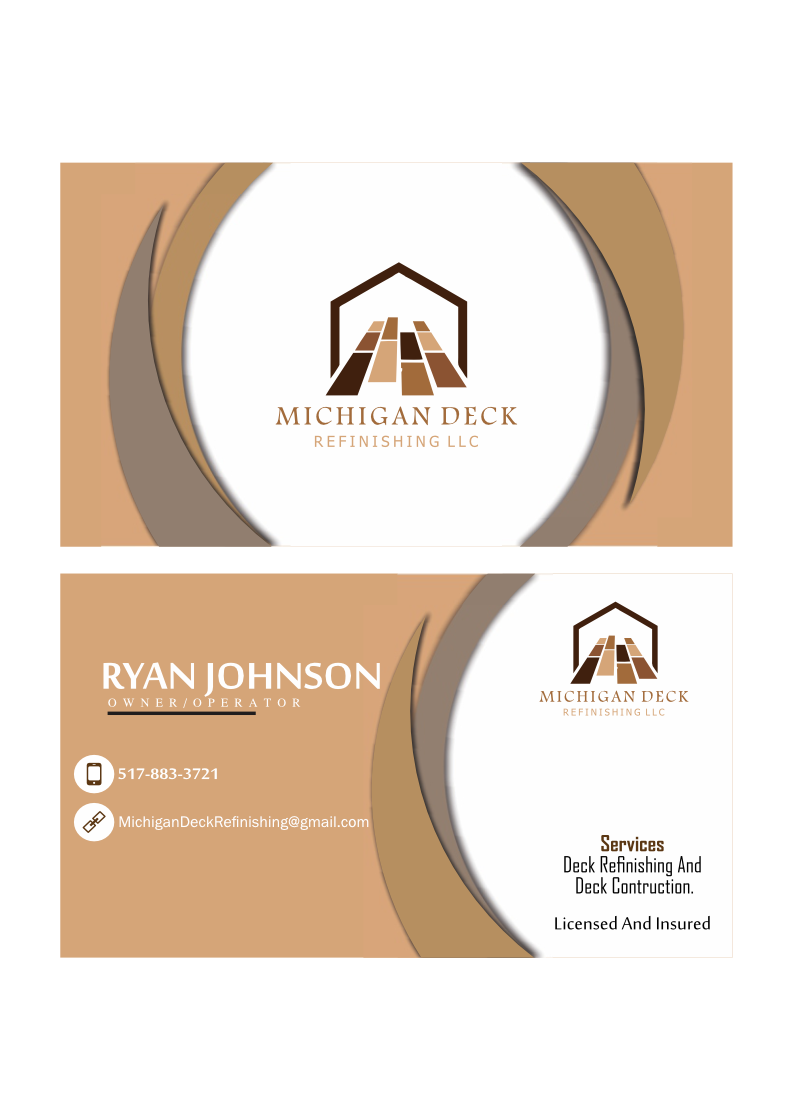 MICHIGAN DECK
REFINISHING LLC
RYAN JOHNSON
OWNER/OPERATOR
517-883-3721
MichiganDeckRefinishing@gmail.com
MICHIGAN DECK
REFINISHING LLC
Services
Deck Refinishing And
Deck Contruction.
Licensed And Insured